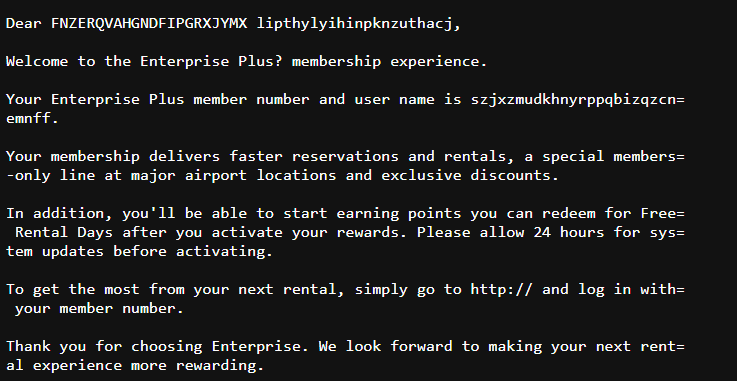 Dear FNZERQVAHGNDFIPGRXJYMX lipthylyihinpknzuthacj,
Welcome to the Enterprise Plus? membership experience.
Your Enterprise Plus member number and user name is szjxzmudkhnyrppqbizqzcn=
emnff.
Your membership delivers faster reservations and rentals, a special members=
-only line at major airport locations and exclusive discounts.
In addition, you'll be able to start earning points you can redeem for Free=
 Rental Days after you activate your rewards. Please allow 24 hours for sys=
tem updates before activating.
To get the most from your next rental, simply go to http:// and log in with=
 your member number.
Thank you for choosing Enterprise. We look forward to making your next rent=
al experience more rewarding.